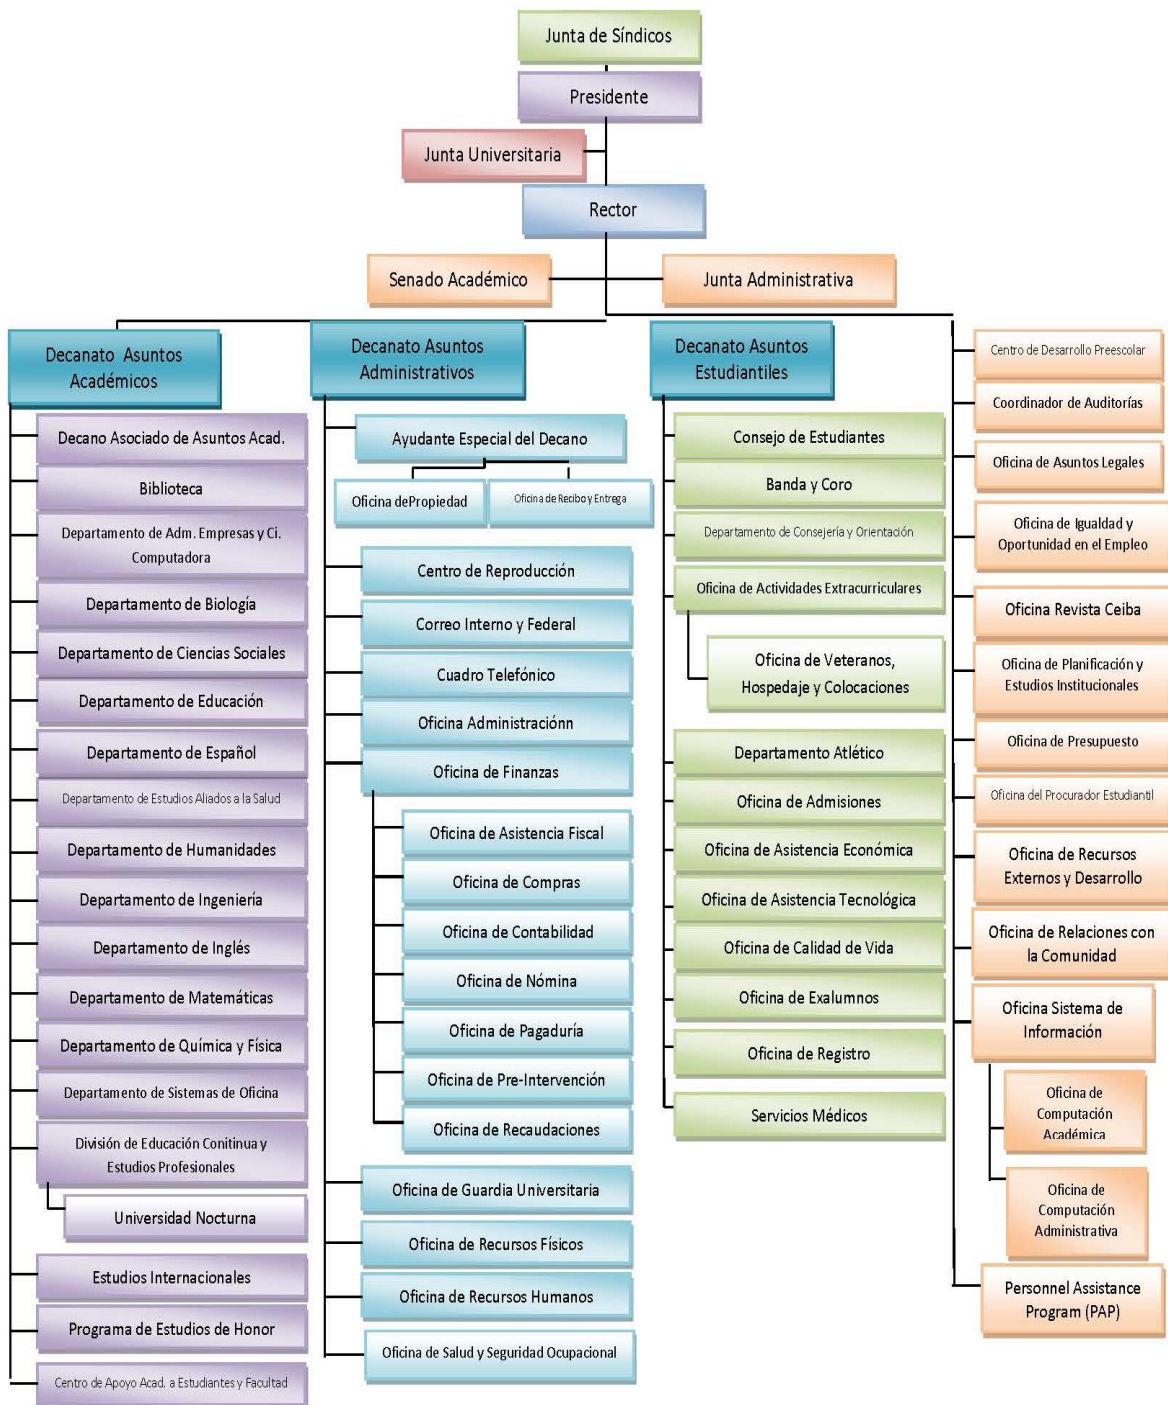 Junta de Síndicos
Presidente
Junta Universitaria
Rector
Senado Académico
Junta Administrativa
Decanato Asuntos
Académicos
Decano Asociado de Asuntos Acad.
Biblioteca
Departamento de Adm. Empresas y Ci.
Computadora
Departamento de Biología
Departamento de Ciencias Sociales
Departamento de Educación
Departamento de Español
Departamento de Estudios Aliados a la Salud
Departamento de Humanidades
Departamento de Ingeniería
Departamento de Inglés
Departamento de Matemáticas
Departamento de Química y Física
Departamento de Sistemas de Oficina
División de Educación Conitinua y
Estudios Profesionales
Universidad Nocturna
Estudios Internacionales
Programa de Estudios de Honor
Centro de Apoyo Acad. a Estudiantes y Facultad
Decanato Asuntos
Administrativos
Ayudante Especial del Decano
Oficina dePropiedad
Oficina de Recibo y Entrega
Centro de Reproducción
Correo Interno y Federal
Cuadro Telefónico
Oficina Administraciónn
Oficina de Finanzas
Oficina de Asistencia Fiscal
Oficina de Compras
Oficina de Contabilidad
Oficina de Nómina
Oficina de Pagaduría
Oficina de Pre-Intervención
Oficina de Recaudaciones
Oficina de Guardia Universitaria
Oficina de Recursos Físicos
Oficina de Recursos Humanos
Oficina de Salud y Seguridad Ocupacional
Decanato Asuntos
Estudiantiles
Consejo de Estudiantes
Banda y Coro
Departamento de Consejería y Orientación
Oficina de Actividades Extracurriculares
Oficina de Veteranos,
Hospedaje y Colocaciones
Departamento Atlético
Oficina de Admisiones
Oficina de Asistencia Económica
Oficina de Asistencia Tecnológica
Oficina de Calidad de Vida
Oficina de Exalumnos
Oficina de Registro
Servicios Médicos
Centro de Desarrollo Preescolar
Coordinador de Auditorías
Oficina de Asuntos Legales
Oficina de Igualdad y
Oportunidad en el Empleo
Oficina Revista Ceiba
Oficina de Planificación y
Estudios Institucionales
Oficina de Presupuesto
Oficina del Procurador Estudiantil
Oficina de Recursos
Externos y Desarrollo
Oficina de Relaciones con
la Comunidad
Oficina Sistema de
Información
Oficina de
Computación
Académica
Oficina de
Computación
Administrativa
Personnel Assistance
Program (PAP)